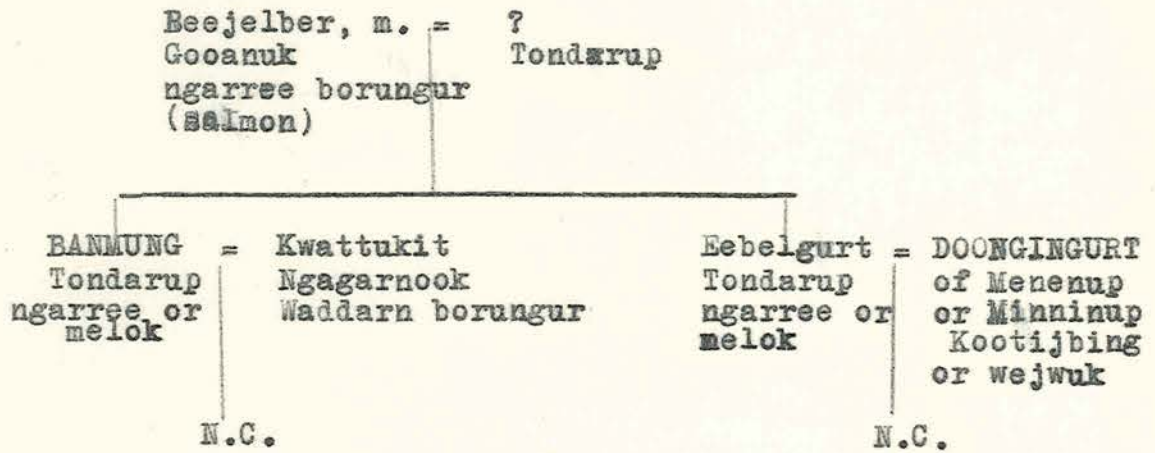 Beejelber, m. = ?
Gooanuk Tondarup
ngarree borungur
(salmon)
BANMUNG = Kwattukit Eebelgurt = DOONGINGURT
Tondarup Ngagarnook Tondarup of Menenup
ngarree or Waddarn borungur ngarree or or Minninup
melok melok Kootijbing
or wejwuk
N.C. N.C.